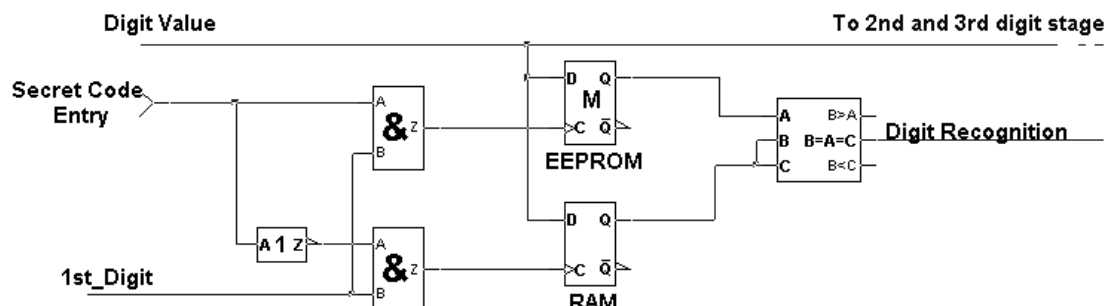 Digit Value
To 2nd and 3rd digit stage
Secret Code
Entry
A
& Z
B
D Q
M
C Q̅
EEPROM
A B>A
B B=A=C
C B<C
Digit Recognition
D Q
C Q̅
RAM
A 1 Z
A
& Z
B
1st_Digit